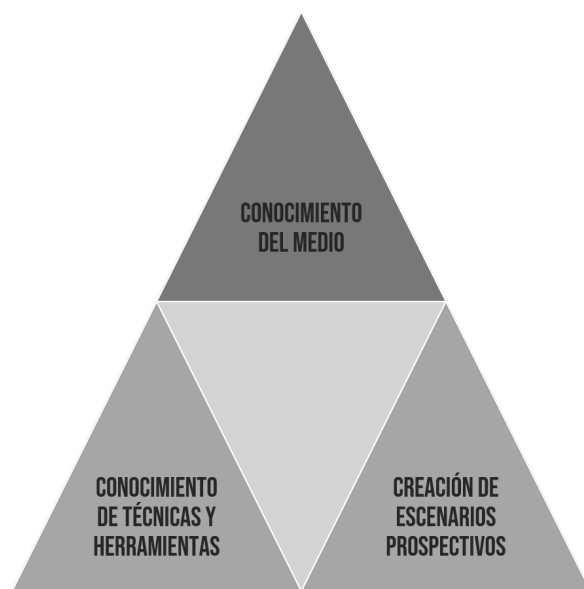 CONOCIMIENTO
DEL MEDIO
CONOCIMIENTO
DE TÉCNICAS Y
HERRAMIENTAS
CREACIÓN DE
ESCENARIOS
PROSPECTIVOS